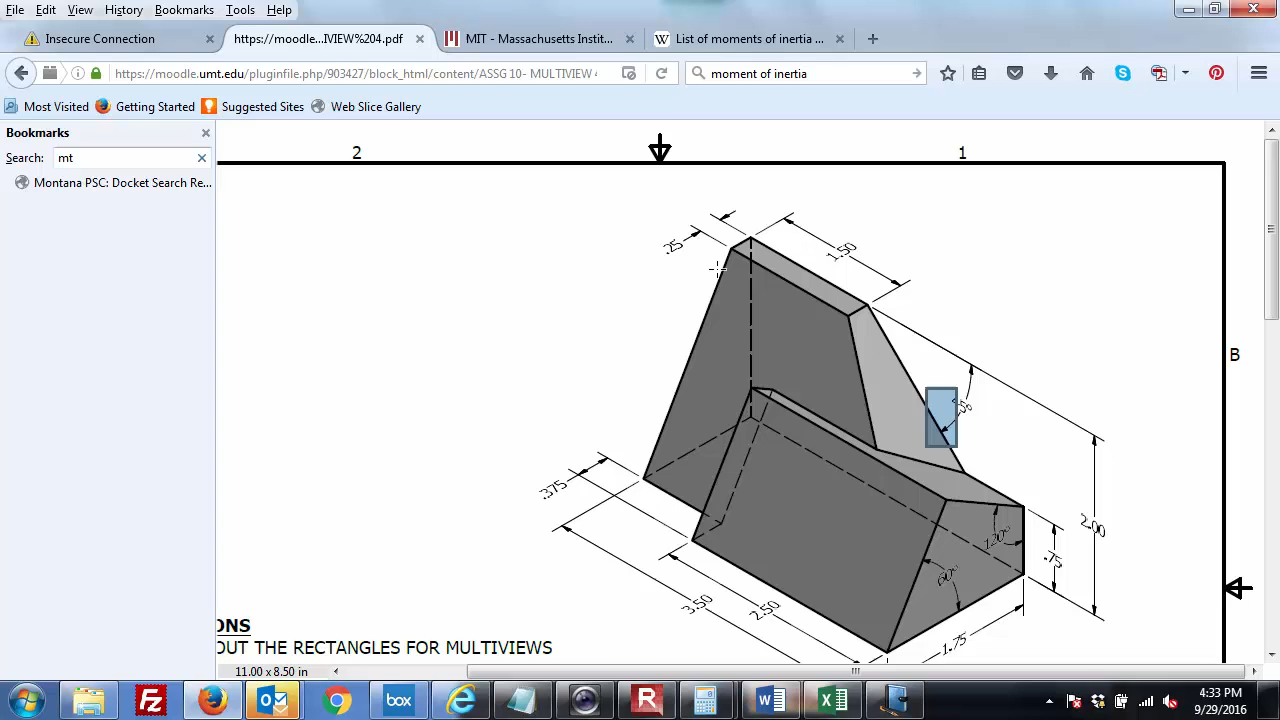 File Edit View History Bookmarks Tools Help
Insecure Connection
https://moodle...IVIEW%204.pdf
MIT - Massachusetts Instit...
List of moments of inertia ...
https://moodle.umt.edu/pluginfile.php/903427/block_html/content/ASSG 10- MULTIVIEW 4
moment of inertia
Most Visited Getting Started Suggested Sites Web Slice Gallery
Bookmarks
Search: mt
Montana PSC: Docket Search Re...
2 1
.25
1.50
B
.375
2.00
120°
.75
60°
3.50
2.50
1.75
ONS
OUT THE RECTANGLES FOR MULTIVIEWS
11.00 x 8.50 in
box
4:33 PM
9/29/2016